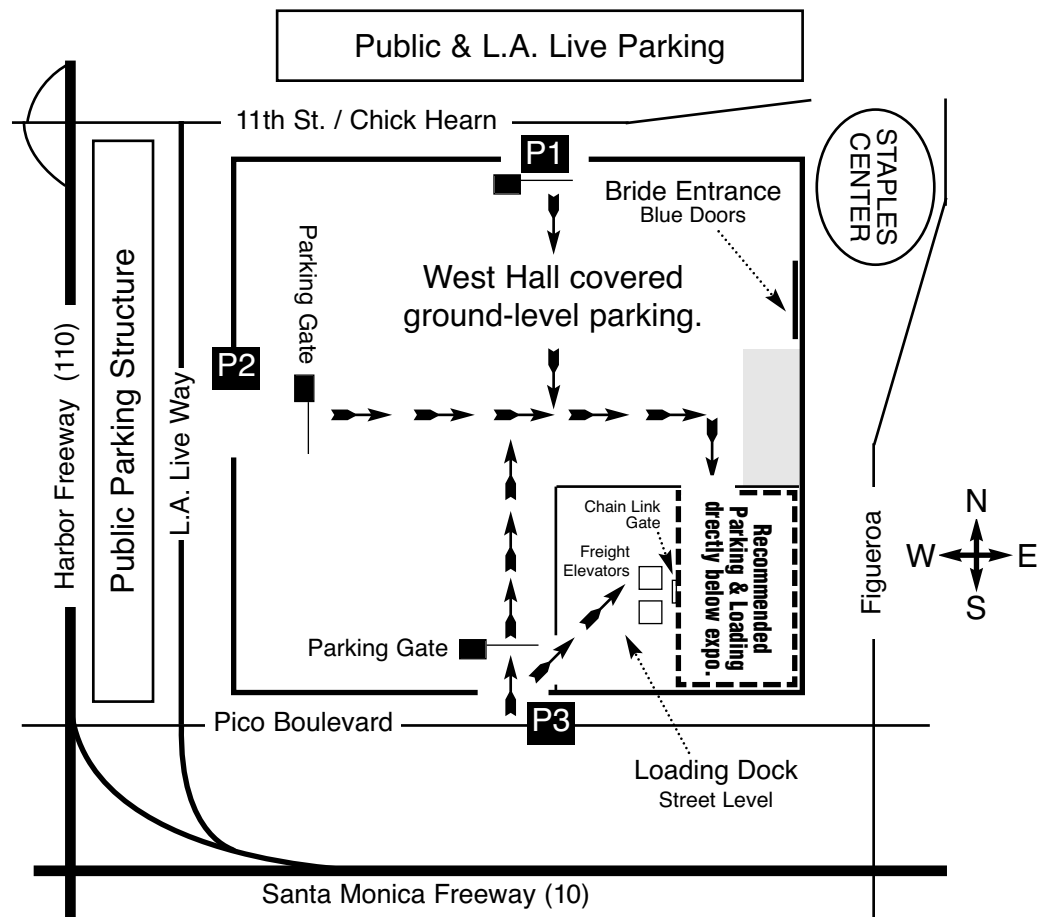 Public & L.A. Live Parking
11th St. / Chick Hearn
P1
STAPLES
CENTER
Bride Entrance
Blue Doors
Parking Gate
West Hall covered
ground-level parking.
P2
Harbor Freeway (110)
Public Parking Structure
L.A. Live Way
Chain Link
Gate
Freight
Elevators
Recommended
Parking & Loading
drectly below expo.
Figueroa
N
W
E
S
Parking Gate
Pico Boulevard
P3
Loading Dock
Street Level
Santa Monica Freeway (10)